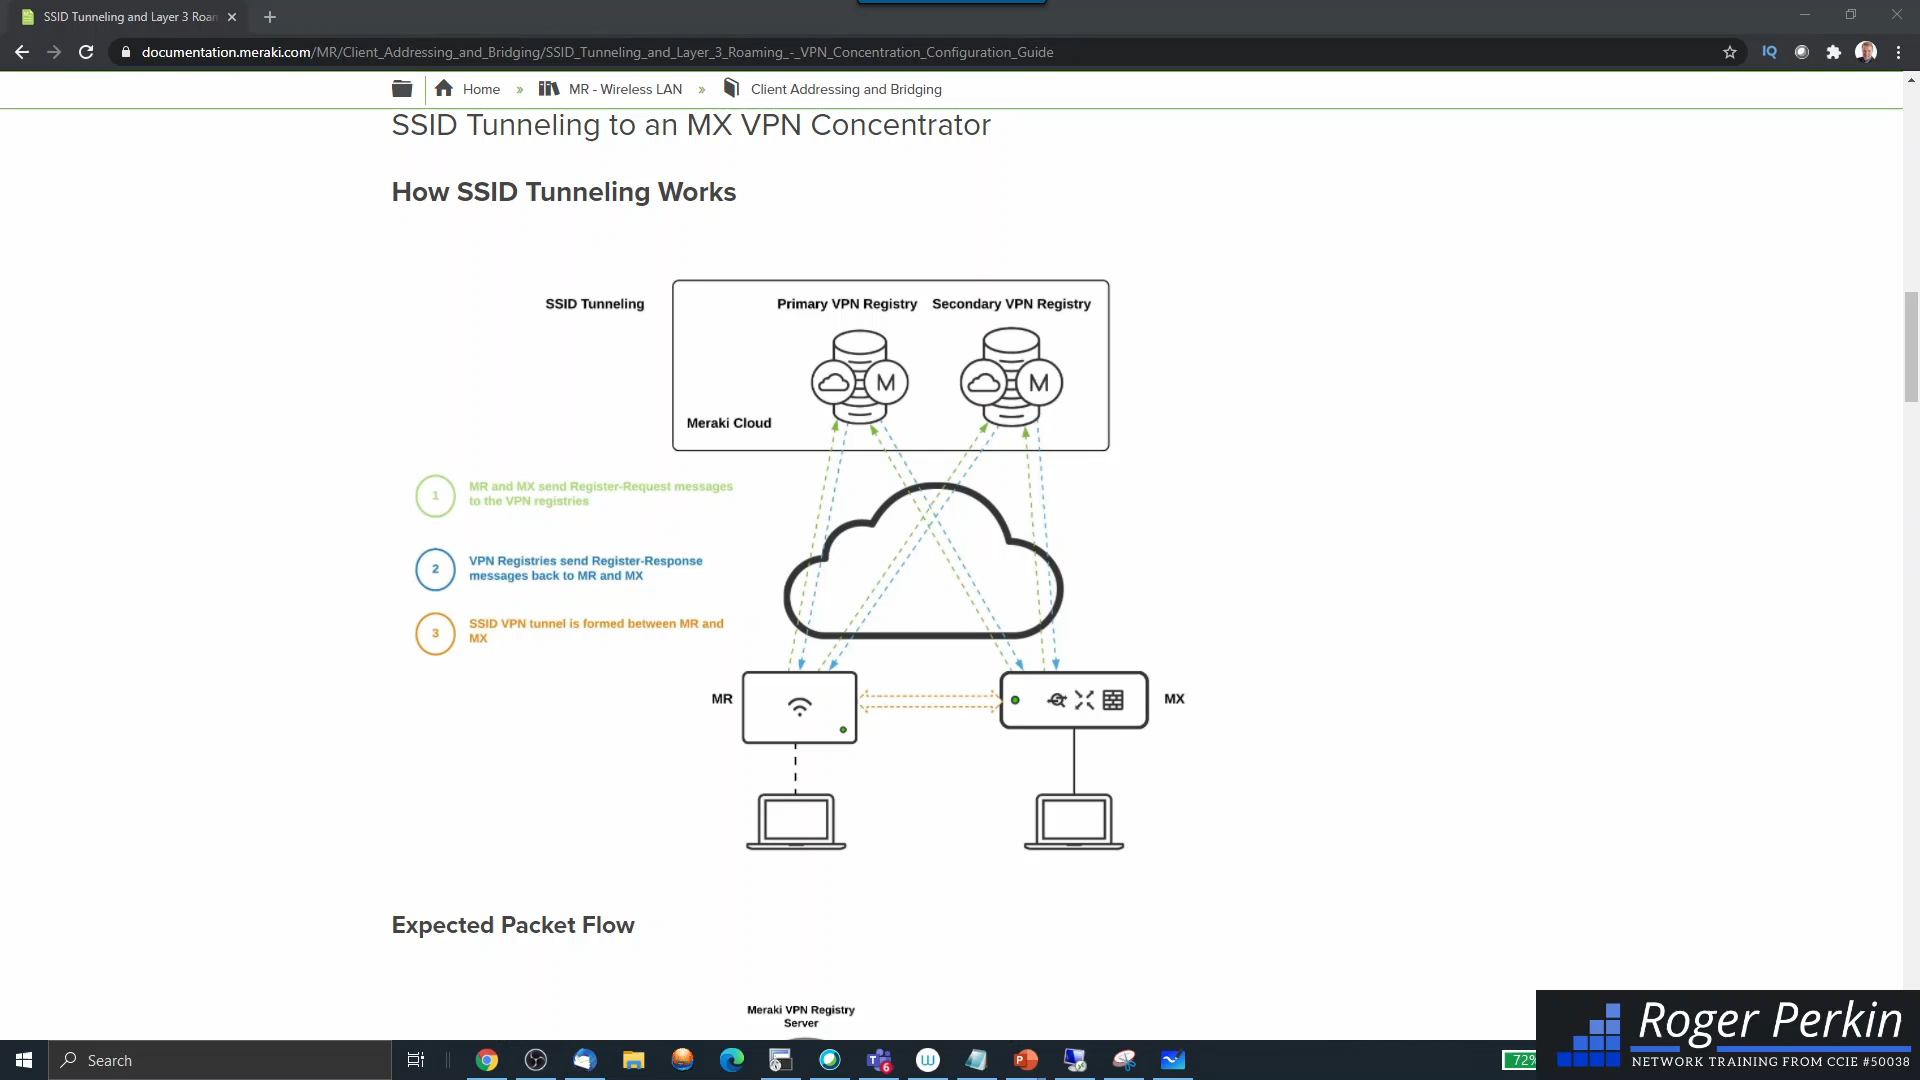 SSID Tunneling and Layer 3 Roam
documentation.meraki.com/MR/Client_Addressing_and_Bridging/SSID_Tunneling_and_Layer_3_Roaming_-_VPN_Concentration_Configuration_Guide
IQ
Home » MR - Wireless LAN » Client Addressing and Bridging
SSID Tunneling to an MX VPN Concentrator
How SSID Tunneling Works
SSID Tunneling
Primary VPN Registry
Secondary VPN Registry
M
M
Meraki Cloud
1
MR and MX send Register-Request messages
to the VPN registries
2
VPN Registries send Register-Response
messages back to MR and MX
3
SSID VPN tunnel is formed between MR and
MX
MR
MX
Expected Packet Flow
Meraki VPN Registry
Server
Roger Perkin
NETWORK TRAINING FROM CCIE #50038
Search
6
72%